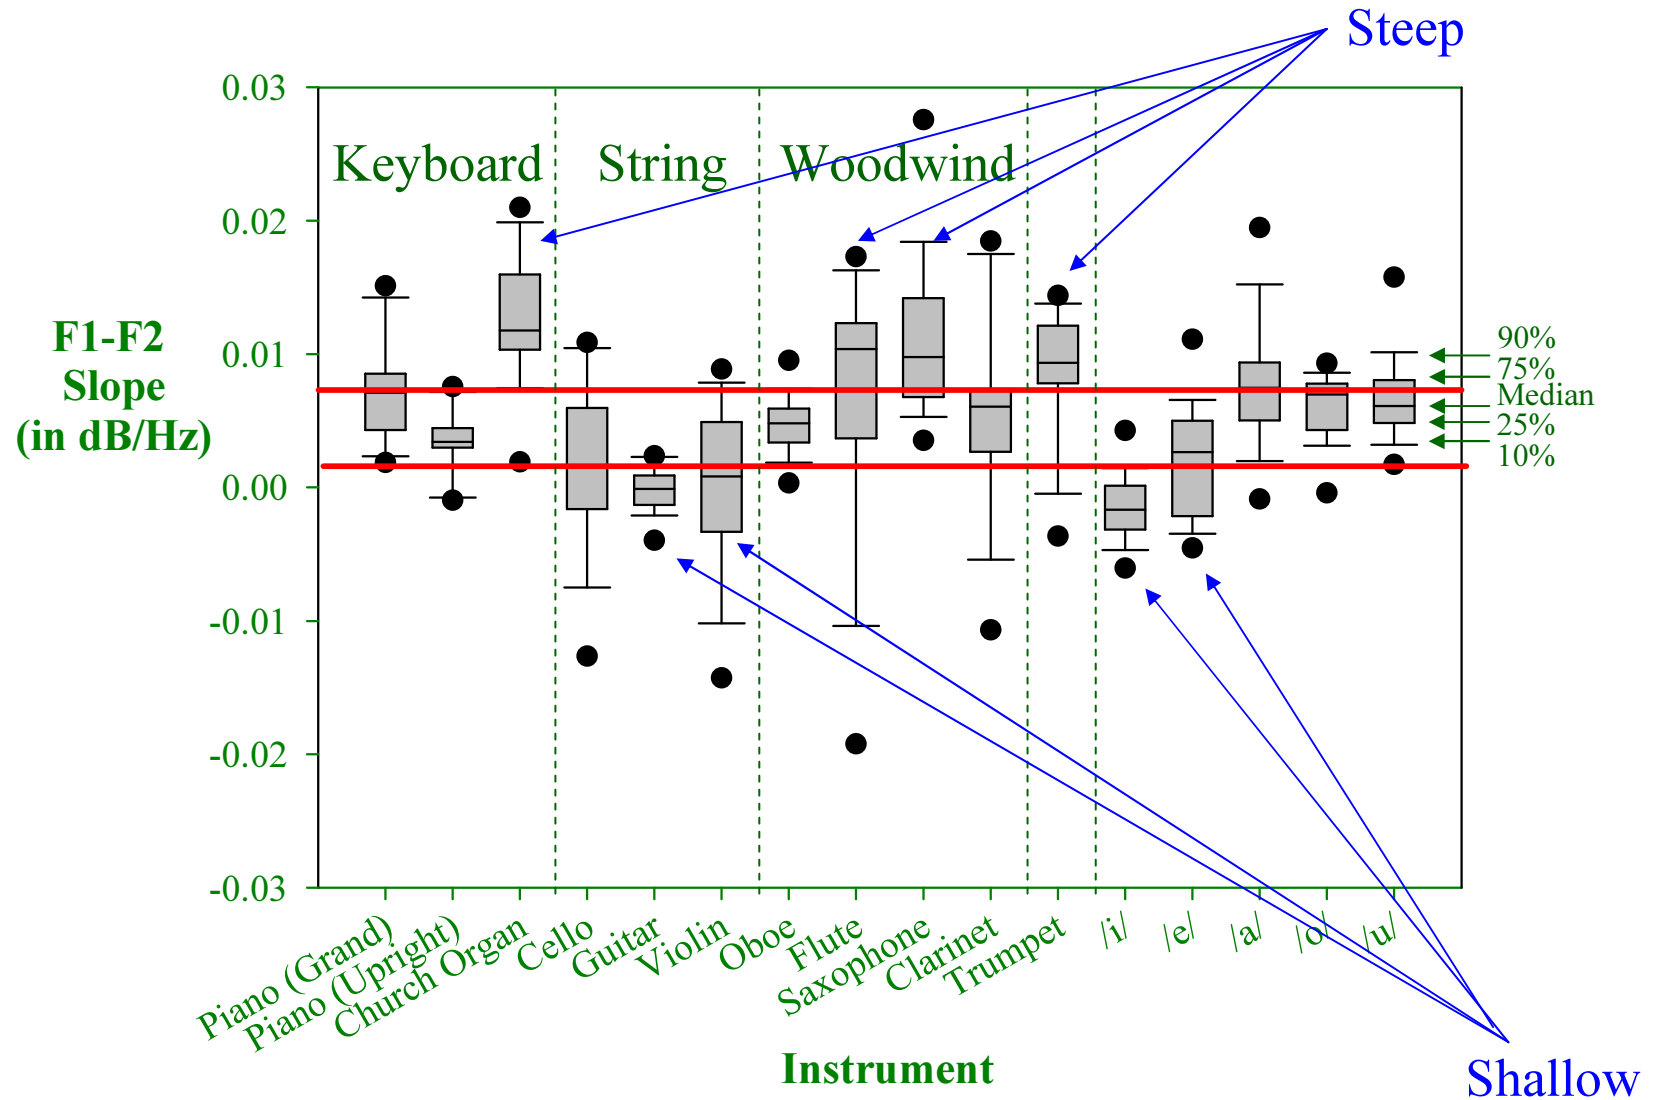 Steep
0.03
Keyboard String Woodwind
0.02
0.01
0.00
-0.01
-0.02
-0.03
F1-F2
Slope
(in dB/Hz)
90%
75%
Median
25%
10%
Piano (Grand)
Piano (Upright)
Church Organ
Cello
Guitar
Violin
Oboe
Flute
Saxophone
Clarinet
Trumpet
/i/
/e/
/a/
/o/
/u/
Instrument
Shallow